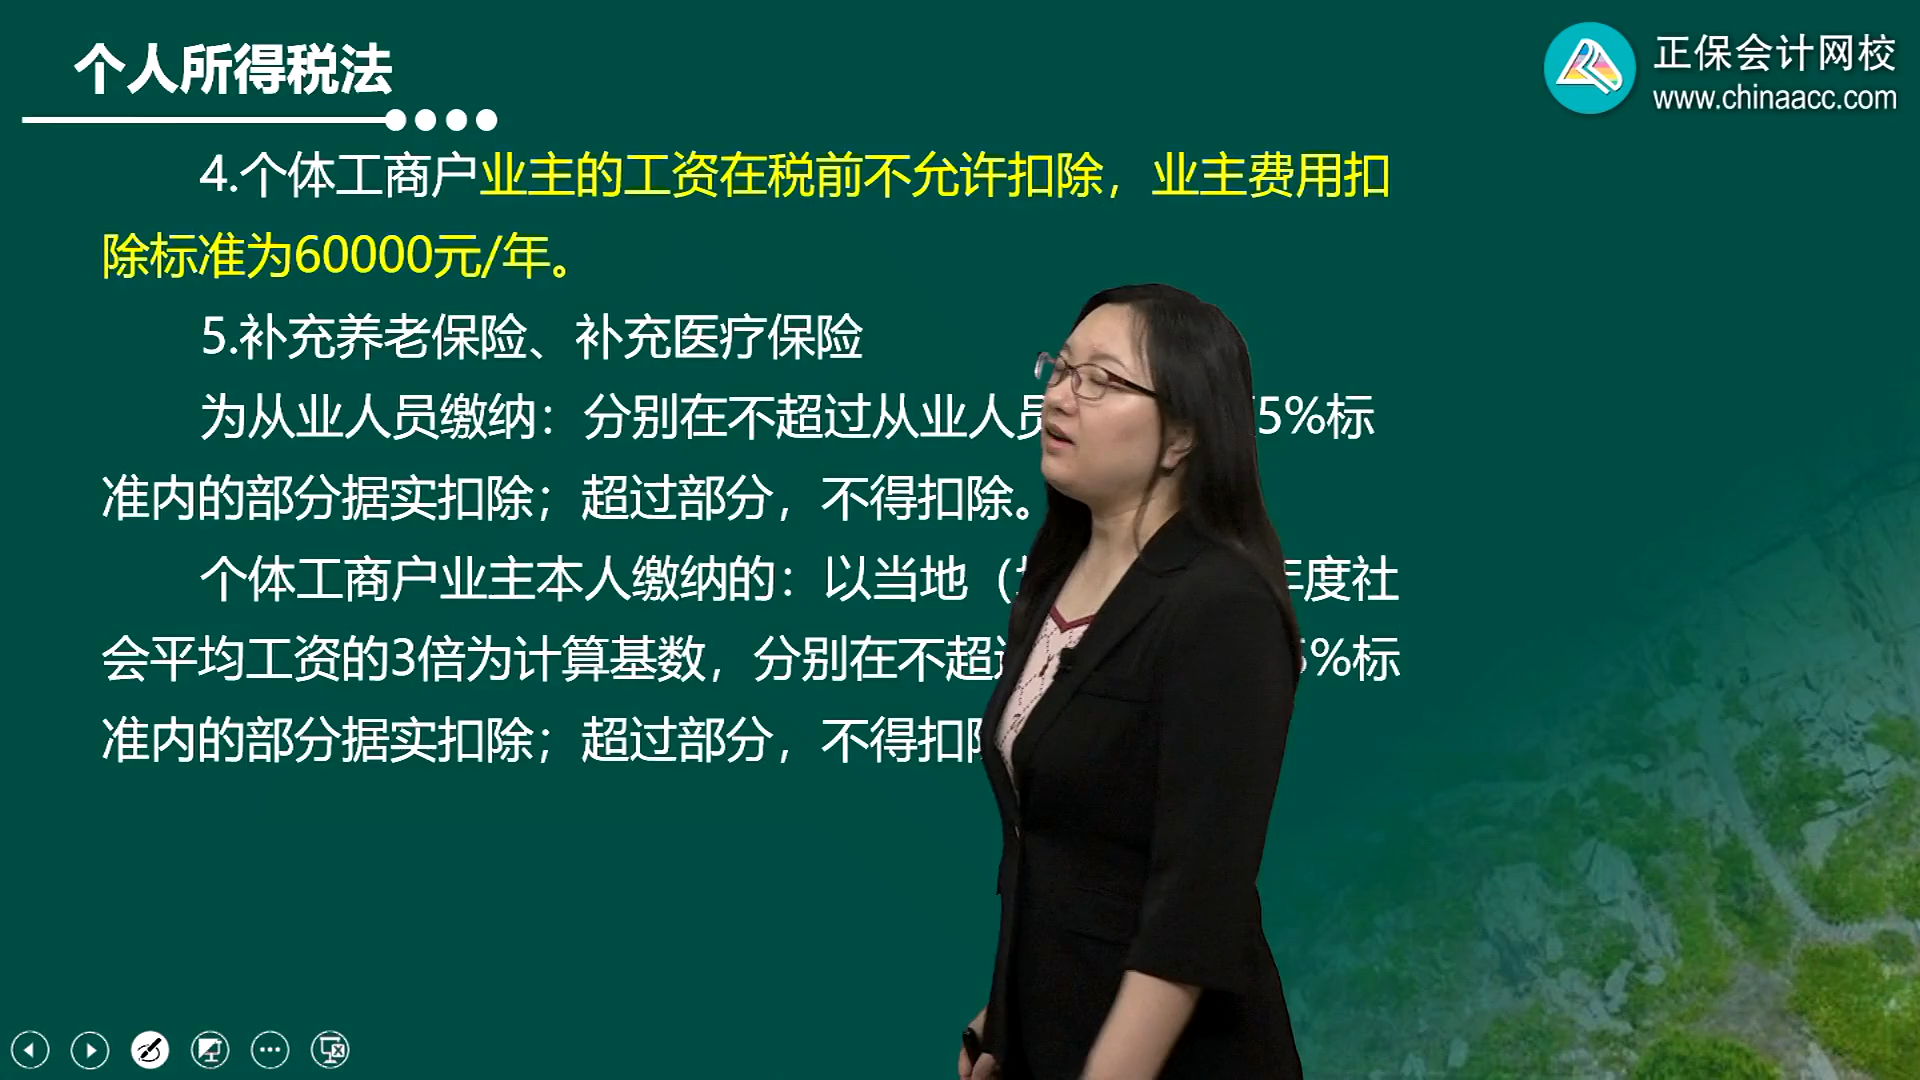 个人所得税法
正保会计网校
www.chinaacc.com
4.个体工商户业主的工资在税前不允许扣除，业主费用扣
除标准为60000元/年。
5.补充养老保险、补充医疗保险
为从业人员缴纳：分别在不超过从业人员 5%标
准内的部分据实扣除；超过部分，不得扣除。
个体工商户业主本人缴纳的：以当地（ 年度社
会平均工资的3倍为计算基数，分别在不超过 5%标
准内的部分据实扣除；超过部分，不得扣除